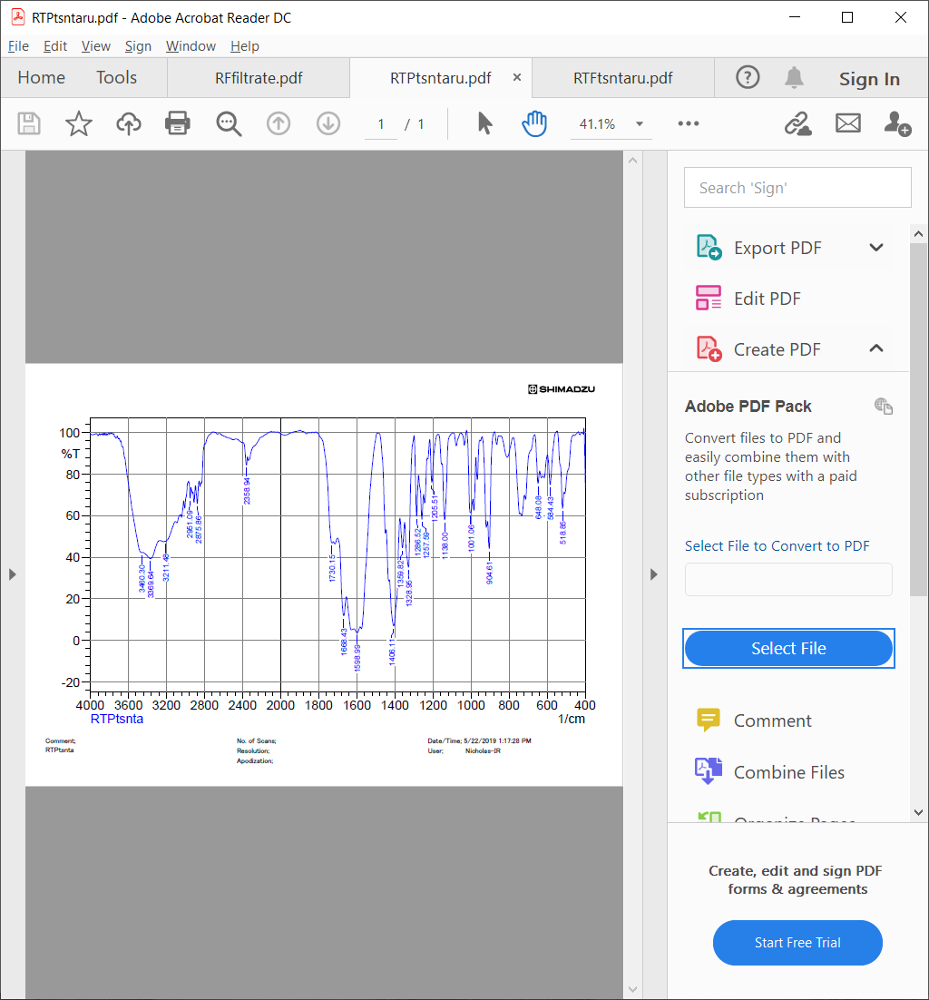 RTPtsntaru.pdf - Adobe Acrobat Reader DC
File Edit View Sign Window Help
Home Tools RFfiltrate.pdf RTPtsntaru.pdf × RTFtsntaru.pdf ? Sign In
1 / 1 41.1%
Search 'Sign'
Export PDF
Edit PDF
Create PDF
Adobe PDF Pack
Convert files to PDF and
easily combine them with
other file types with a paid
subscription
Select File to Convert to PDF
Select File
Comment
Combine Files
Organize Pages
Create, edit and sign PDF
forms & agreements
Start Free Trial
SHIMADZU
100
%T
80
60
40
20
0
-20
3460.30
3369.64
3211.48
2951.09
2875.86
2358.94
1730.15
1668.43
1598.99
1406.11
1359.82
1328.95
1286.52
1257.59
1205.51
1138.00
1001.06
904.61
648.08
584.43
518.85
4000 3600 3200 2800 2400 2000 1800 1600 1400 1200 1000 800 600 400
RTPtsnta 1/cm
Comment;
RTPtsnta
No. of Scans;
Resolution;
Apodization;
Date/Time; 5/22/2019 1:17:28 PM
User; Nicholas-IR